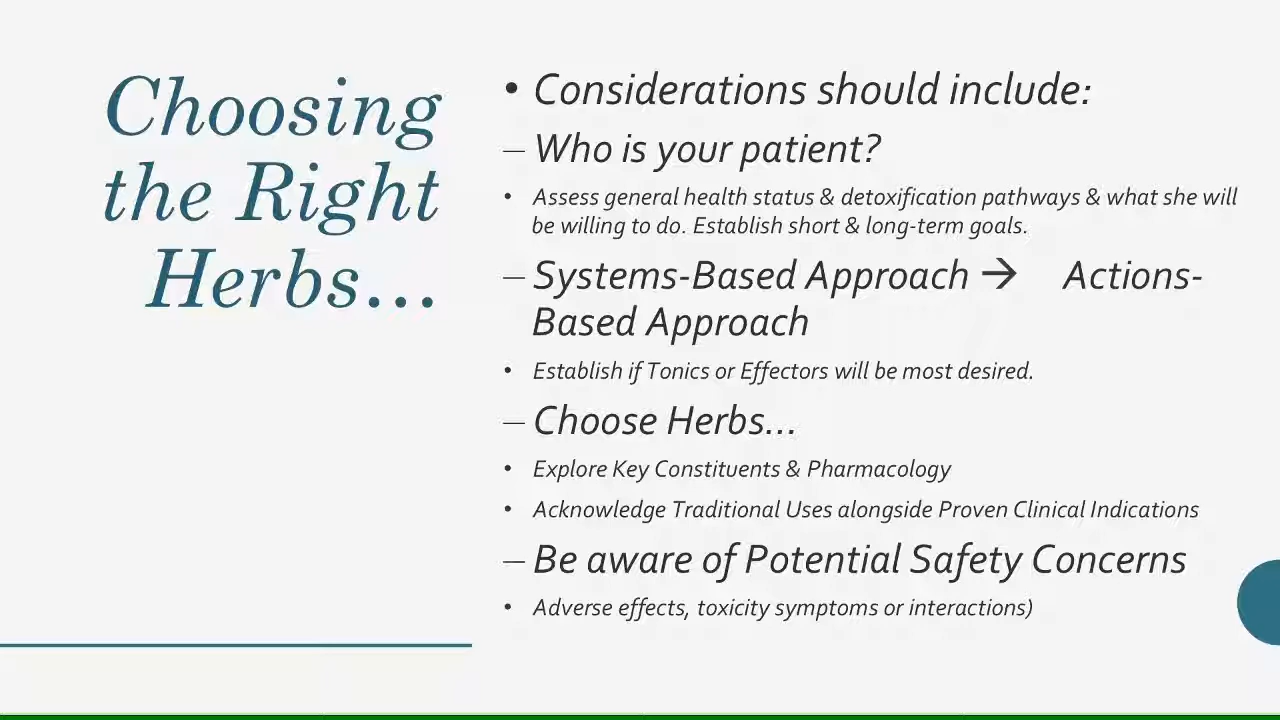 Choosing
the Right
Herbs...
• Considerations should include:
– Who is your patient?
• Assess general health status & detoxification pathways & what she will
be willing to do. Establish short & long-term goals.
– Systems-Based Approach → Actions-
Based Approach
• Establish if Tonics or Effectors will be most desired.
– Choose Herbs...
• Explore Key Constituents & Pharmacology
• Acknowledge Traditional Uses alongside Proven Clinical Indications
– Be aware of Potential Safety Concerns
• Adverse effects, toxicity symptoms or interactions)